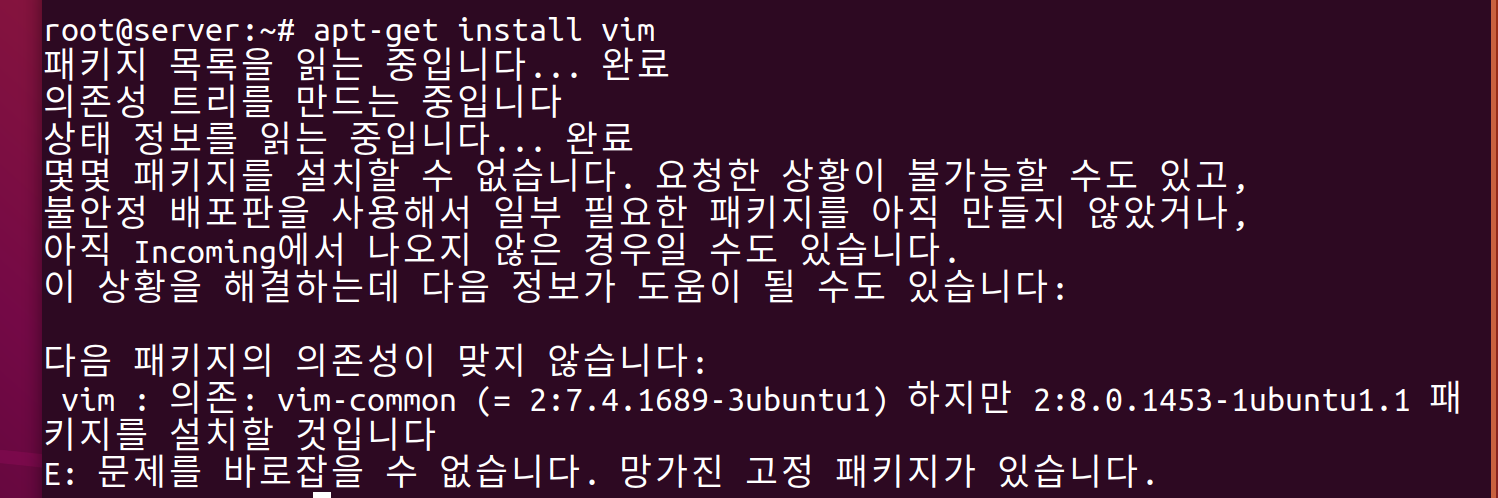 root@server:~# apt-get install vim
패키지 목록을 읽는 중입니다... 완료
의존성 트리를 만드는 중입니다
상태 정보를 읽는 중입니다... 완료
몇몇 패키지를 설치할 수 없습니다. 요청한 상황이 불가능할 수도 있고,
불안정 배포판을 사용해서 일부 필요한 패키지를 아직 만들지 않았거나,
아직 Incoming에서 나오지 않은 경우일 수도 있습니다.
이 상황을 해결하는데 다음 정보가 도움이 될 수도 있습니다:
다음 패키지의 의존성이 맞지 않습니다:
vim : 의존: vim-common (= 2:7.4.1689-3ubuntu1) 하지만 2:8.0.1453-1ubuntu1.1 패
키지를 설치할 것입니다
E: 문제를 바로잡을 수 없습니다. 망가진 고정 패키지가 있습니다.